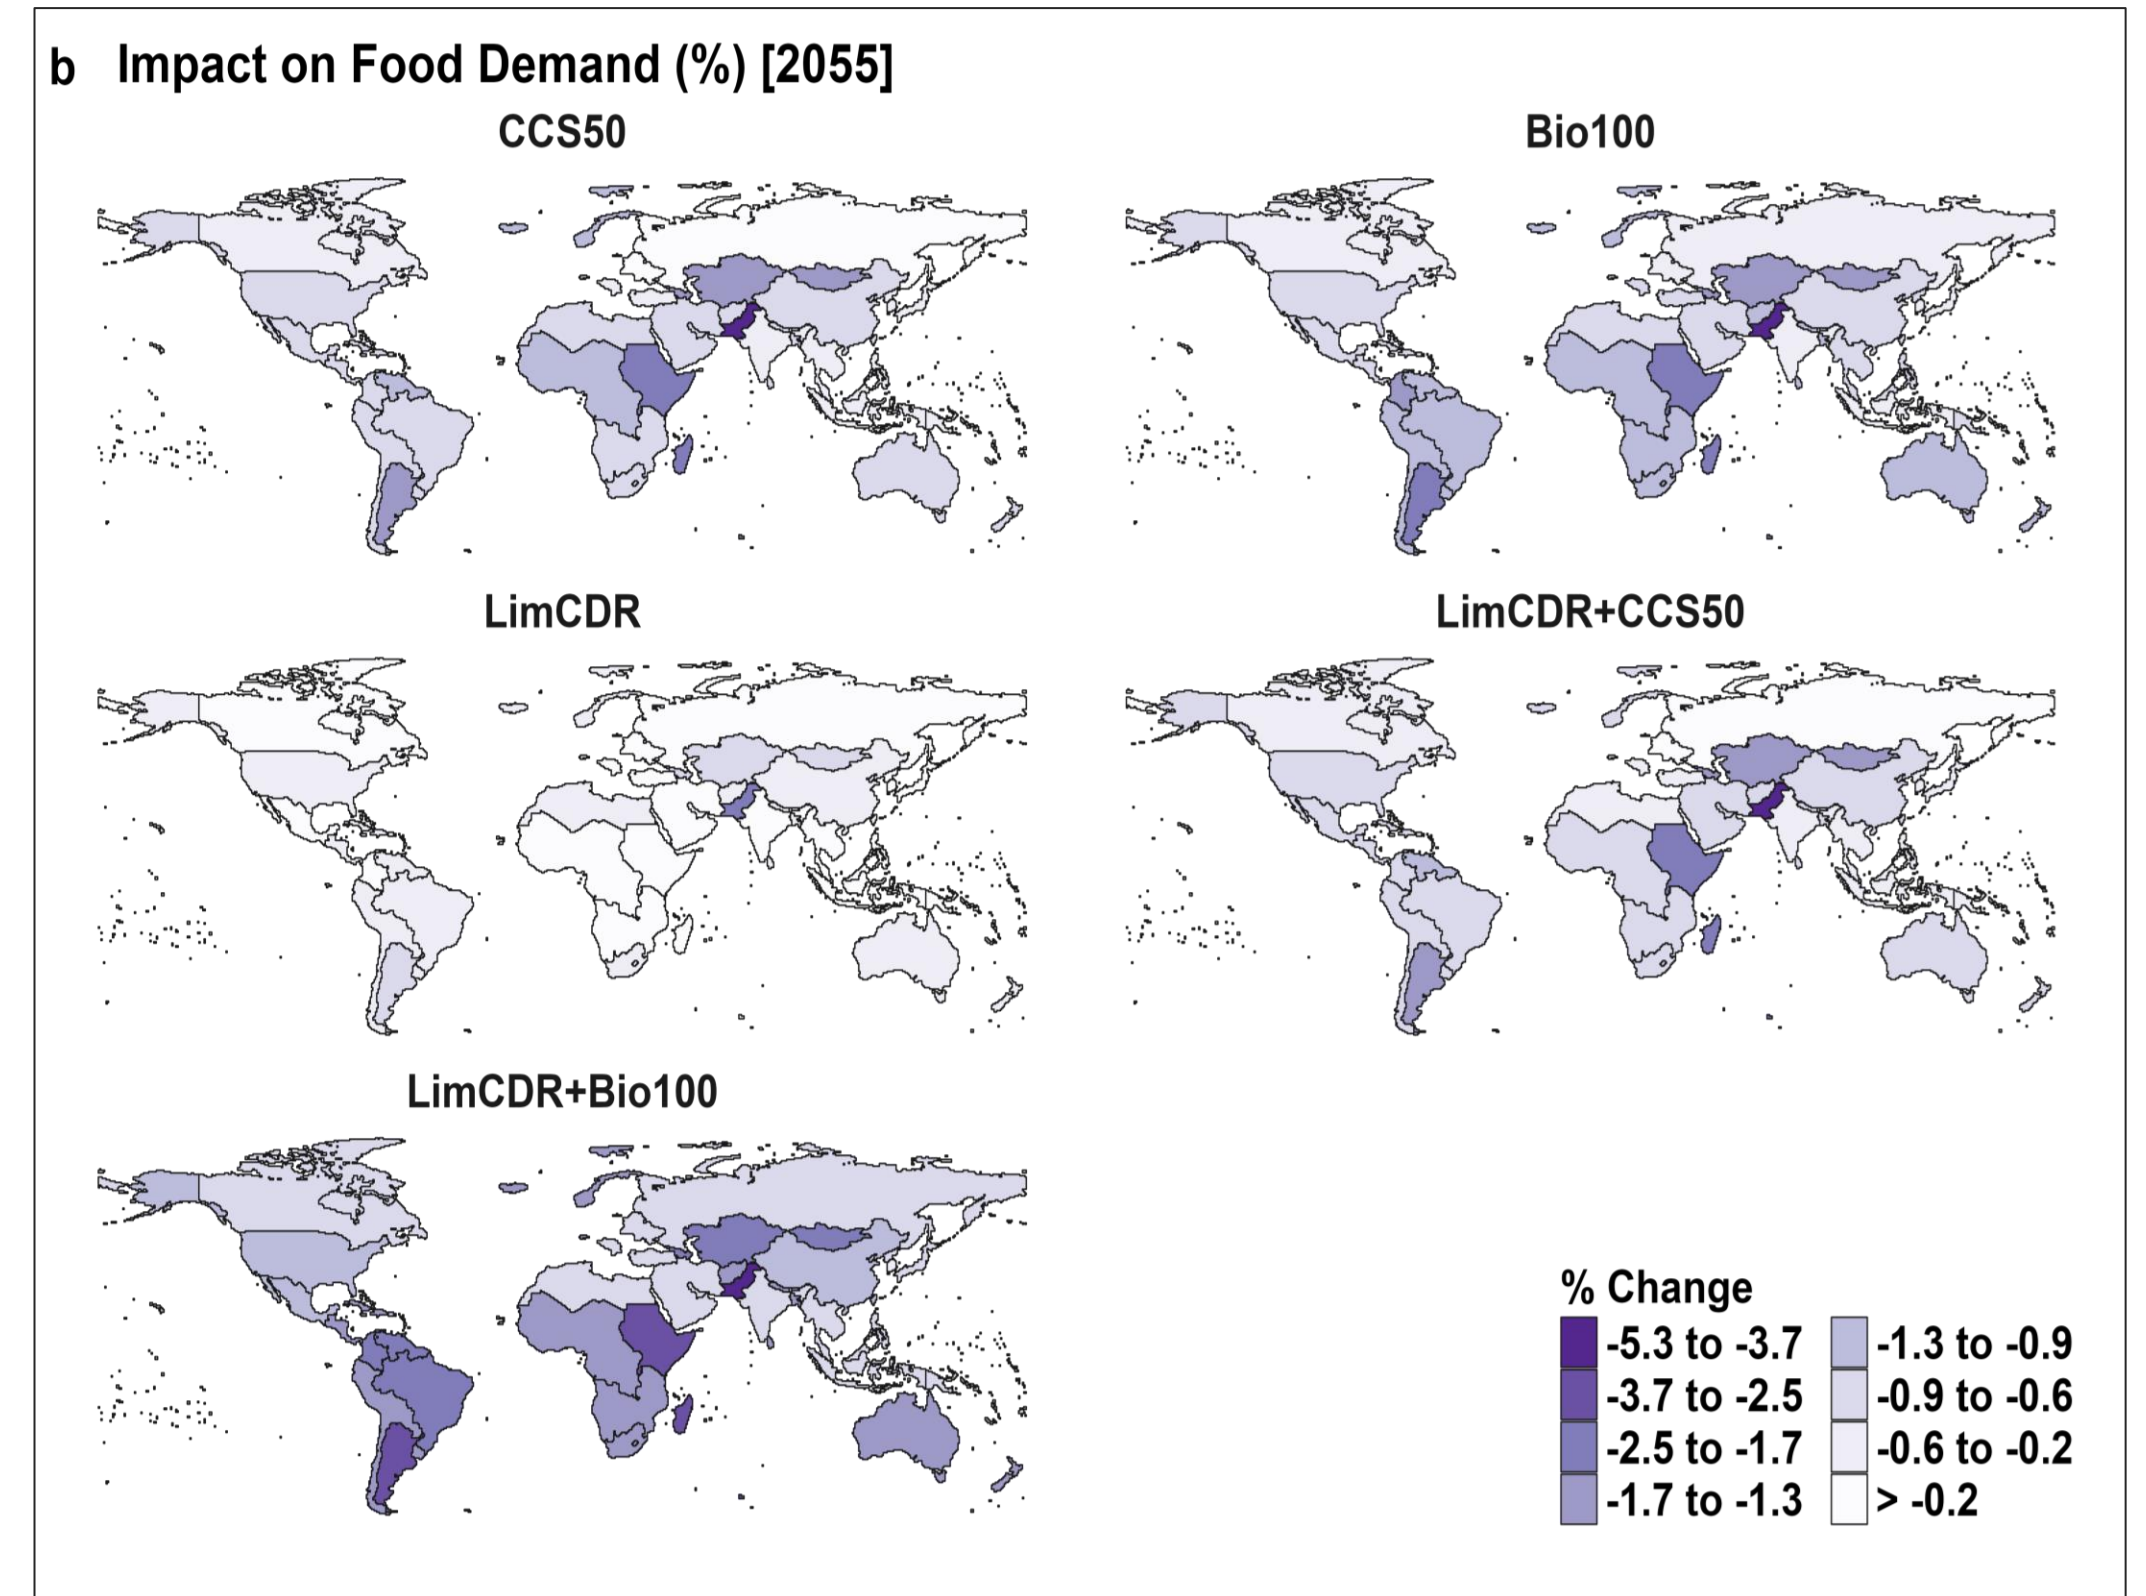 b Impact on Food Demand (%) [2055]
CCS50
Bio100
LimCDR
LimCDR+CCS50
LimCDR+Bio100
% Change
-5.3 to -3.7
-3.7 to -2.5
-2.5 to -1.7
-1.7 to -1.3
-1.3 to -0.9
-0.9 to -0.6
-0.6 to -0.2
> -0.2